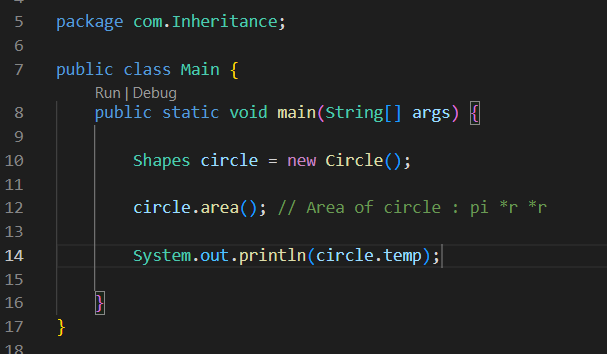 5 package com.Inheritance;
6
7 public class Main {
Run | Debug
8 public static void main(String[] args) {
9
10 Shapes circle = new Circle();
11
12 circle.area(); // Area of circle : pi *r *r
13
14 System.out.println(circle.temp);
15
16 }
17 }
18